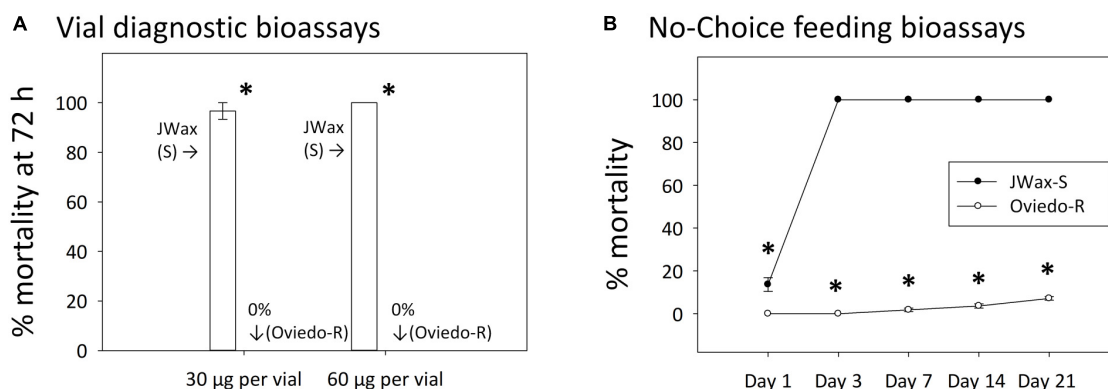 A Vial diagnostic bioassays
% mortality at 72 h
100
80
60
40
20
0
*
*
JWax
(S) →
JWax
(S) →
0%
↓(Oviedo-R)
0%
↓(Oviedo-R)
30 µg per vial 60 µg per vial
B No-Choice feeding bioassays
% mortality
100
80
60
40
20
0
JWax-S
Oviedo-R
* * * * *
Day 1 Day 3 Day 7 Day 14 Day 21